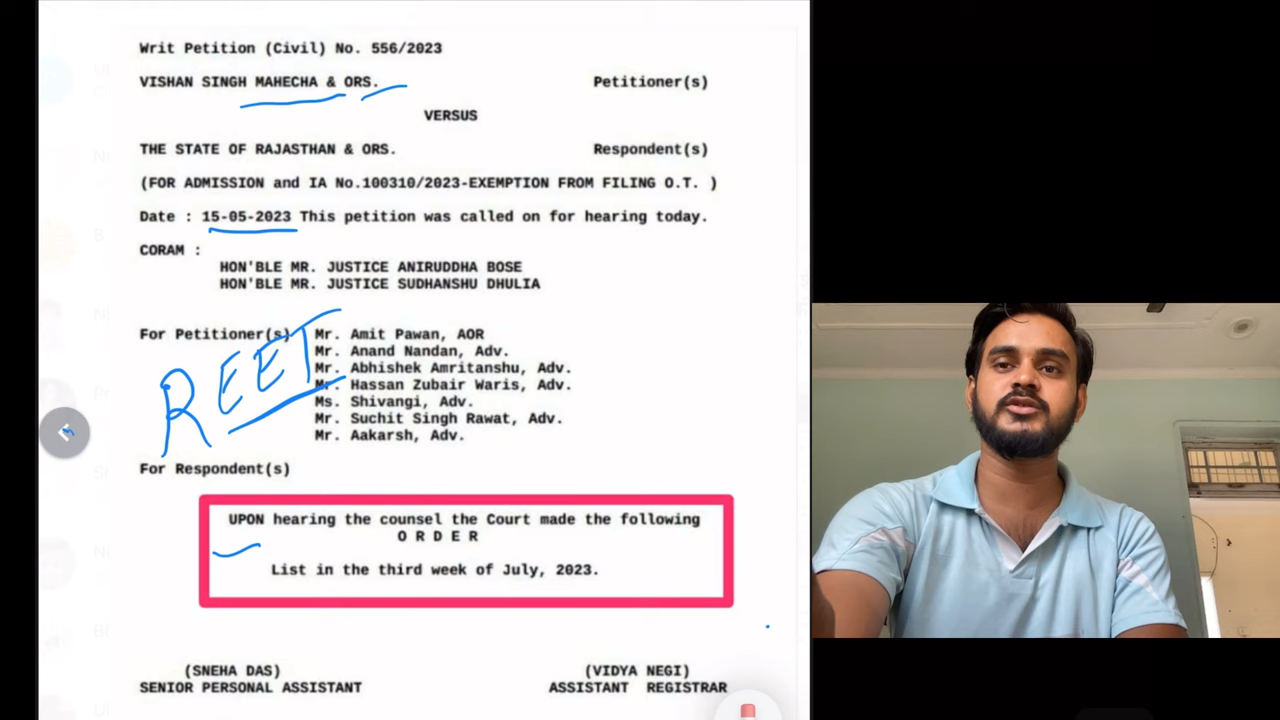 Writ Petition (Civil) No. 556/2023
VISHAN SINGH MAHECHA & ORS. Petitioner(s)
VERSUS
THE STATE OF RAJASTHAN & ORS. Respondent(s)
(FOR ADMISSION and IA No.100310/2023-EXEMPTION FROM FILING O.T. )
Date : 15-05-2023 This petition was called on for hearing today.
CORAM :
HON'BLE MR. JUSTICE ANIRUDDHA BOSE
HON'BLE MR. JUSTICE SUDHANSHU DHULIA
For Petitioner(s) Mr. Amit Pawan, AOR
Mr. Anand Nandan, Adv.
Mr. Abhishek Amritanshu, Adv.
Mr. Hassan Zubair Waris, Adv.
Ms. Shivangi, Adv.
Mr. Suchit Singh Rawat, Adv.
Mr. Aakarsh, Adv.
REET
For Respondent(s)
UPON hearing the counsel the Court made the following
O R D E R
List in the third week of July, 2023.
(SNEHA DAS) (VIDYA NEGI)
SENIOR PERSONAL ASSISTANT ASSISTANT REGISTRAR